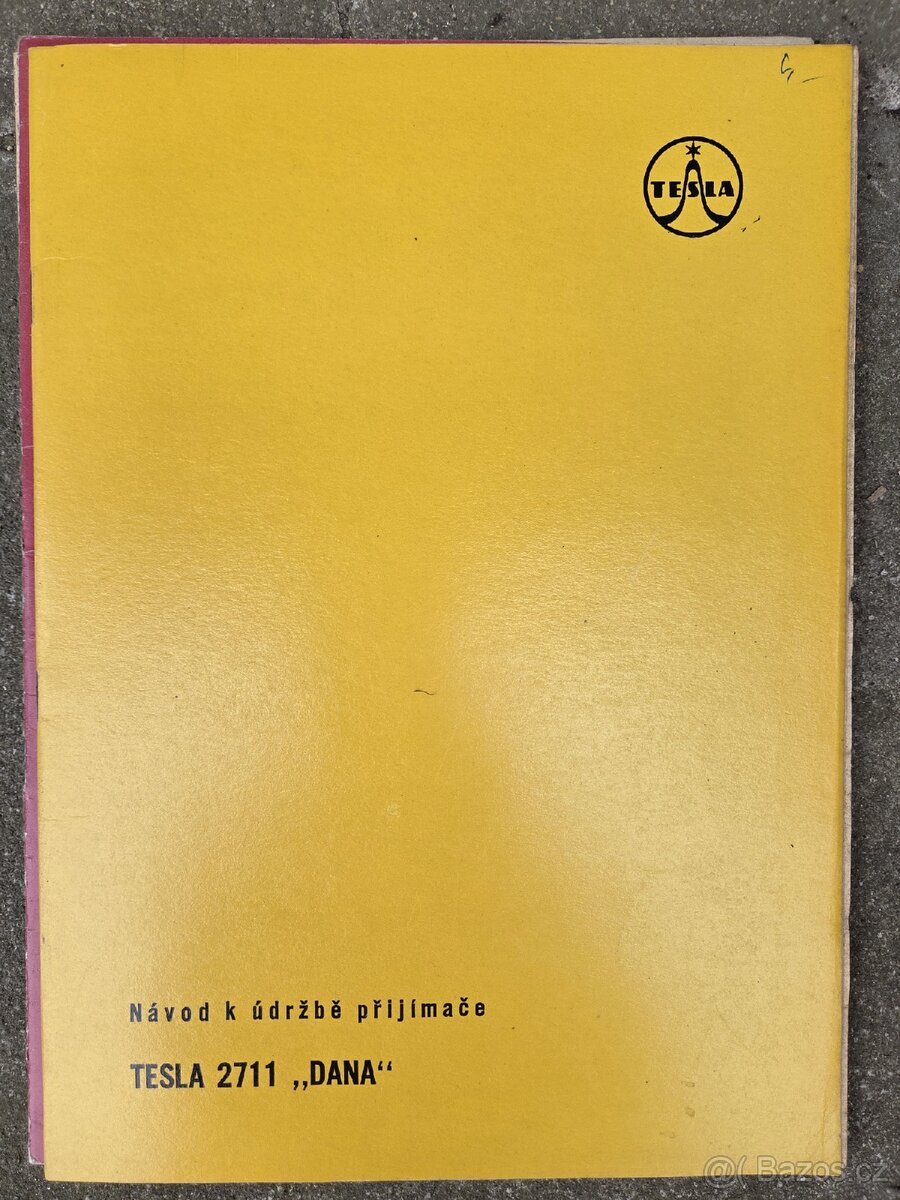 TESLA
Návod k údržbě přijímače
TESLA 2711 „DANA“
@( Bazos.cz